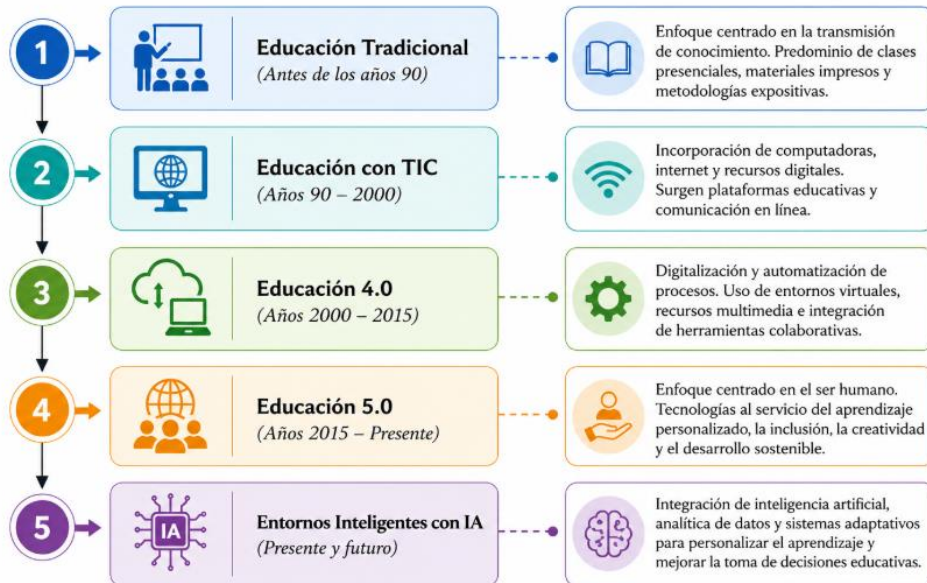 1
Educación Tradicional
(Antes de los años 90)
Enfoque centrado en la transmisión
de conocimiento. Predominio de clases
presenciales, materiales impresos y
metodologías expositivas.
2
Educación con TIC
(Años 90 – 2000)
Incorporación de computadoras,
internet y recursos digitales.
Surgen plataformas educativas y
comunicación en línea.
3
Educación 4.0
(Años 2000 – 2015)
Digitalización y automatización de
procesos. Uso de entornos virtuales,
recursos multimedia e integración
de herramientas colaborativas.
4
Educación 5.0
(Años 2015 – Presente)
Enfoque centrado en el ser humano.
Tecnologías al servicio del aprendizaje
personalizado, la inclusión, la creatividad
y el desarrollo sostenible.
5
IA
Entornos Inteligentes con IA
(Presente y futuro)
Integración de inteligencia artificial,
analítica de datos y sistemas adaptativos
para personalizar el aprendizaje y
mejorar la toma de decisiones educativas.